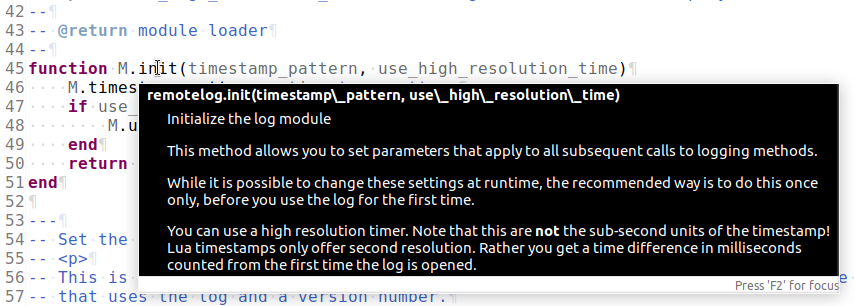 42 --
43 -- @return module loader¶
44 --¶
45 function M.init(timestamp_pattern, use_high_resolution_time)¶
46 M.times
remotelog.init(timestamp\_pattern, use\_high\_resolution\_time)
47 if use_
Initialize the log module
48 M.u
49 end
This method allows you to set parameters that apply to all subsequent calls to logging methods.
50 return
51 end¶
While it is possible to change these settings at runtime, the recommended way is to do this once
52 ¶
only, before you use the log for the first time.
53 ---¶
You can use a high resolution timer. Note that this are not the sub-second units of the timestamp!
54 -- Set the
Lua timestamps only offer second resolution. Rather you get a time difference in milliseconds
55 -- <p>
counted from the first time the log is opened.
56 -- This is
Press 'F2' for focus
57 -- that uses the log and a version number.¶